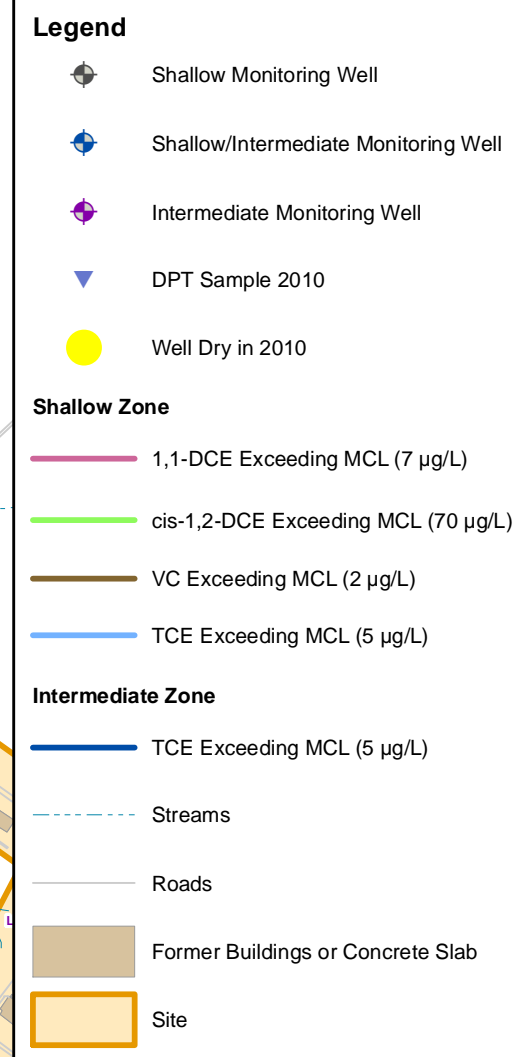 Legend
Shallow Monitoring Well
Shallow/Intermediate Monitoring Well
Intermediate Monitoring Well
DPT Sample 2010
Well Dry in 2010
Shallow Zone
1,1-DCE Exceeding MCL (7 µg/L)
cis-1,2-DCE Exceeding MCL (70 µg/L)
VC Exceeding MCL (2 µg/L)
TCE Exceeding MCL (5 µg/L)
Intermediate Zone
TCE Exceeding MCL (5 µg/L)
Streams
Roads
L
Former Buildings or Concrete Slab
Site